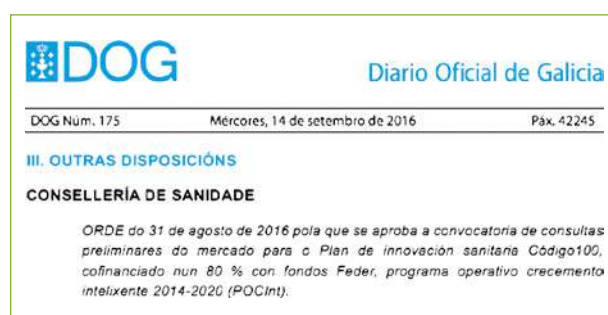 DOG
Diario Oficial de Galicia
DOG Núm. 175 Mércores, 14 de setembro de 2016 Páx. 42245
III. OUTRAS DISPOSICIÓNS
CONSELLERÍA DE SANIDADE
ORDE do 31 de agosto de 2016 pola que se aproba a convocatoria de consultas
preliminares do mercado para o Plan de innovación sanitaria Código100,
cofinanciado nun 80 % con fondos Feder, programa operativo crecemento
intelixente 2014-2020 (POCInt).